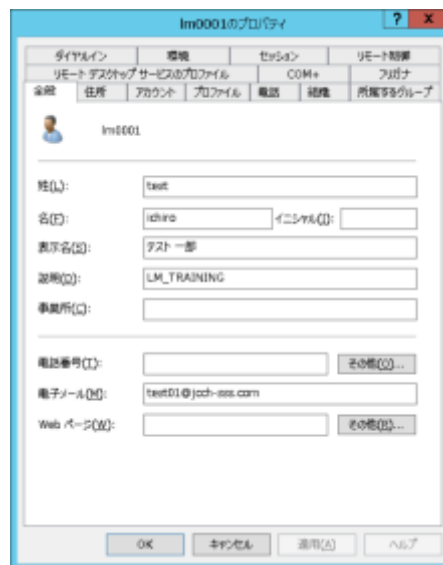 lm0001のプロパティ ? x
ダイヤルイン 環境 セッション リモート制御
リモート デスクトップ サービスのプロファイル COM+ フリガナ
全般 住所 アカウント プロファイル 電話 組織 所属するグループ
lm0001
姓(L): test
名(F): ichiro イニシャル(I):
表示名(S): テスト 一郎
説明(D): LM_TRAINING
事業所(C):
電話番号(T): その他(O)...
電子メール(M): test01@jcch-sss.com
Web ページ(W): その他(R)...
OK キャンセル 適用(A) ヘルプ